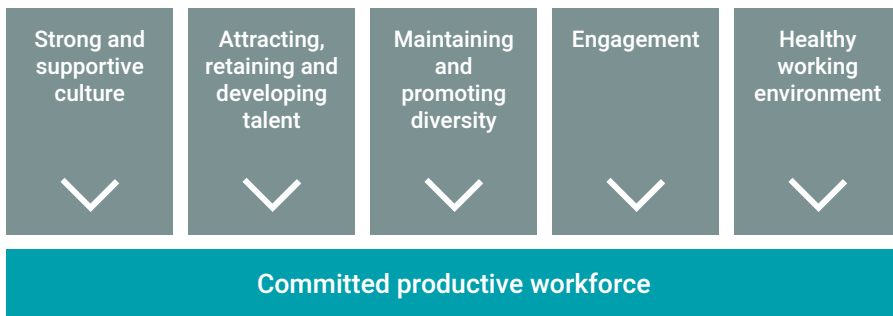 Strong and
supportive
culture
Attracting,
retaining and
developing
talent
Maintaining
and
promoting
diversity
Engagement
Healthy
working
environment
Committed productive workforce